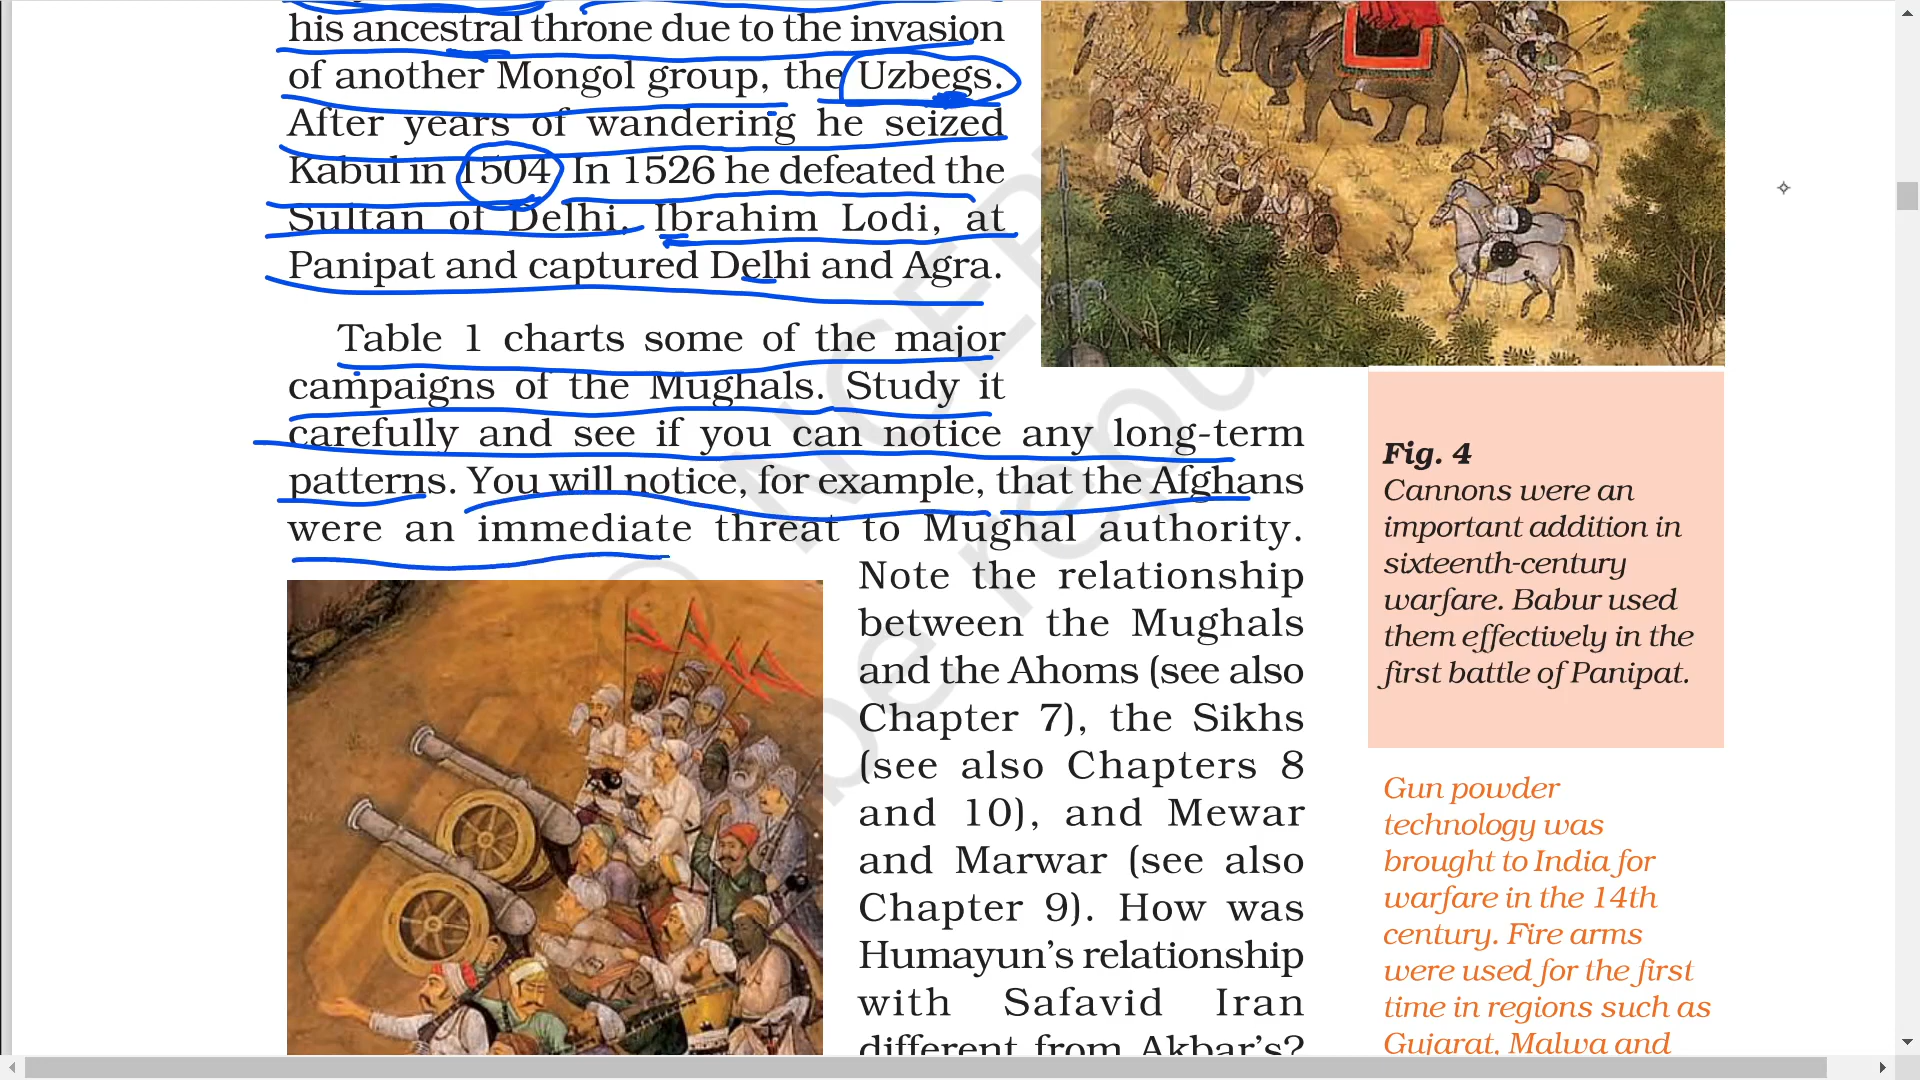 his ancestral throne due to the invasion
of another Mongol group, the Uzbegs.
After years of wandering he seized
Kabul in 1504. In 1526 he defeated the
Sultan of Delhi, Ibrahim Lodi, at
Panipat and captured Delhi and Agra.
Table 1 charts some of the major
campaigns of the Mughals. Study it
carefully and see if you can notice any long-term
patterns. You will notice, for example, that the Afghans
were an immediate threat to Mughal authority.
Note the relationship
between the Mughals
and the Ahoms (see also
Chapter 7), the Sikhs
(see also Chapters 8
and 10), and Mewar
and Marwar (see also
Chapter 9). How was
Humayun's relationship
with Safavid Iran
different from Akbar's?
Fig. 4
Cannons were an
important addition in
sixteenth-century
warfare. Babur used
them effectively in the
first battle of Panipat.
Gun powder
technology was
brought to India for
warfare in the 14th
century. Fire arms
were used for the first
time in regions such as
Gujarat, Malwa and
© NCERT
be repu